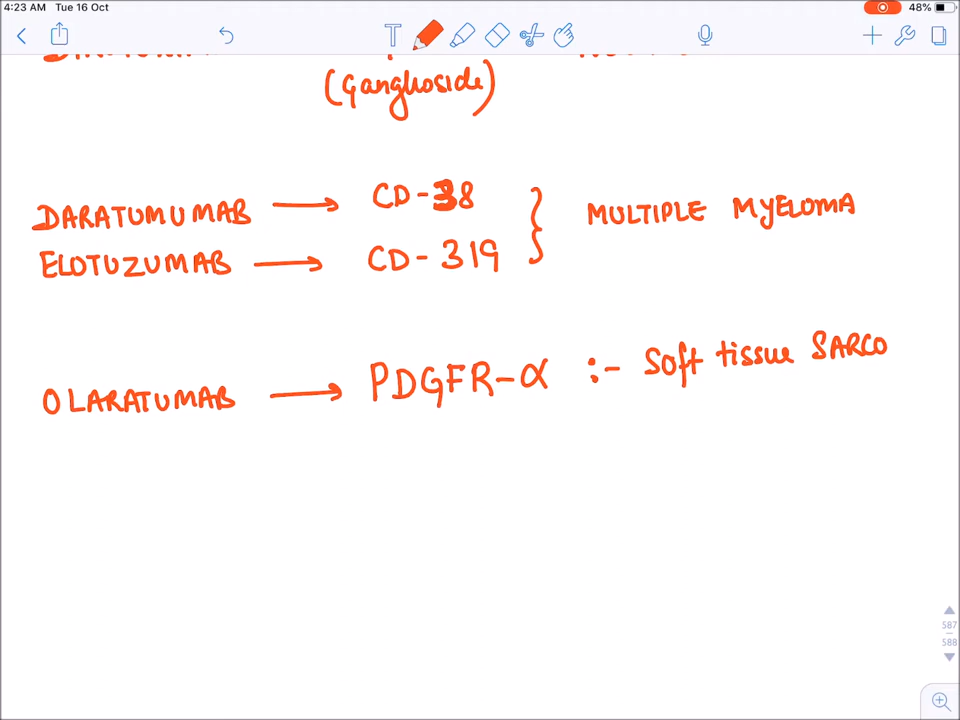 4:23 AM Tue 16 Oct 48%
T
(Ganglioside)
DARATUMUMAB → CD-38
MULTIPLE MYELOMA
ELOTUZUMAB → CD-319
OLARATUMAB → PDGFR-α :- Soft tissue SARCO
587
588